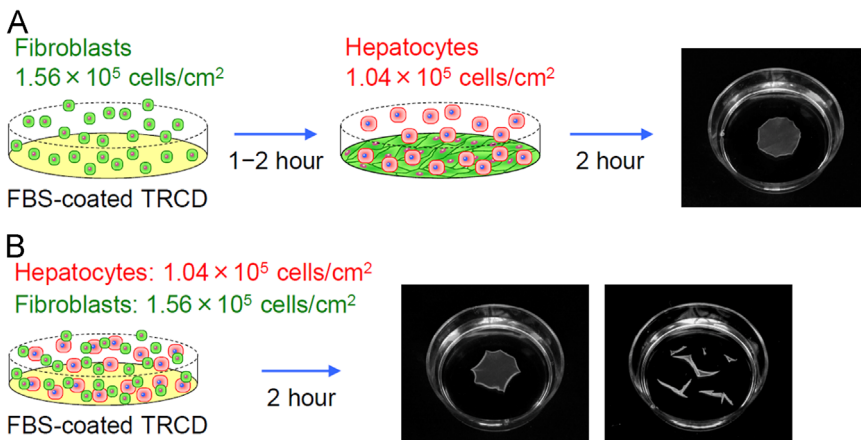 A
Fibroblasts
1.56 × 10⁵ cells/cm²
FBS-coated TRCD
1–2 hour
Hepatocytes
1.04 × 10⁵ cells/cm²
2 hour
B
Hepatocytes: 1.04 × 10⁵ cells/cm²
Fibroblasts: 1.56 × 10⁵ cells/cm²
FBS-coated TRCD
2 hour